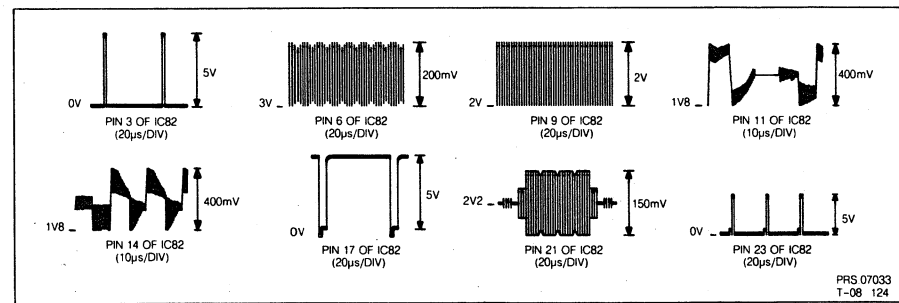 5V
0V
PIN 3 OF IC82
(20µs/DIV)
200mV
3V
PIN 6 OF IC82
(20µs/DIV)
2V
2V
PIN 9 OF IC82
(20µs/DIV)
400mV
1V8
PIN 11 OF IC82
(10µs/DIV)
400mV
1V8
PIN 14 OF IC82
(10µs/DIV)
5V
0V
PIN 17 OF IC82
(20µs/DIV)
2V2
150mV
PIN 21 OF IC82
(20µs/DIV)
5V
0V
PIN 23 OF IC82
(20µs/DIV)
PRS 07033
T-08 124